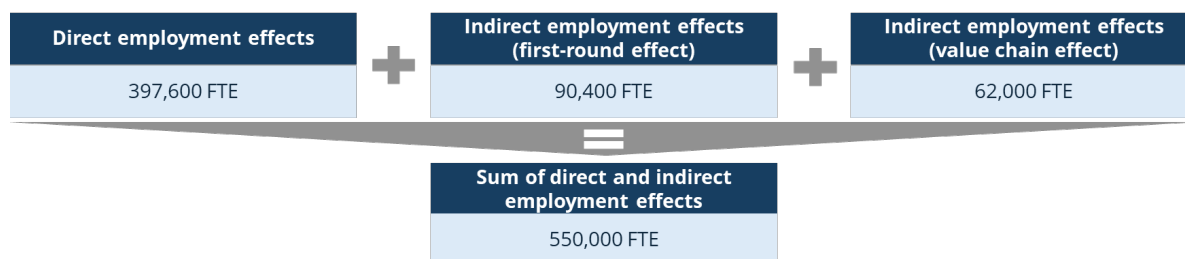 Direct employment effects
Indirect employment effects
(first-round effect)
Indirect employment effects
(value chain effect)
397,600 FTE
90,400 FTE
62,000 FTE
Sum of direct and indirect
employment effects
550,000 FTE